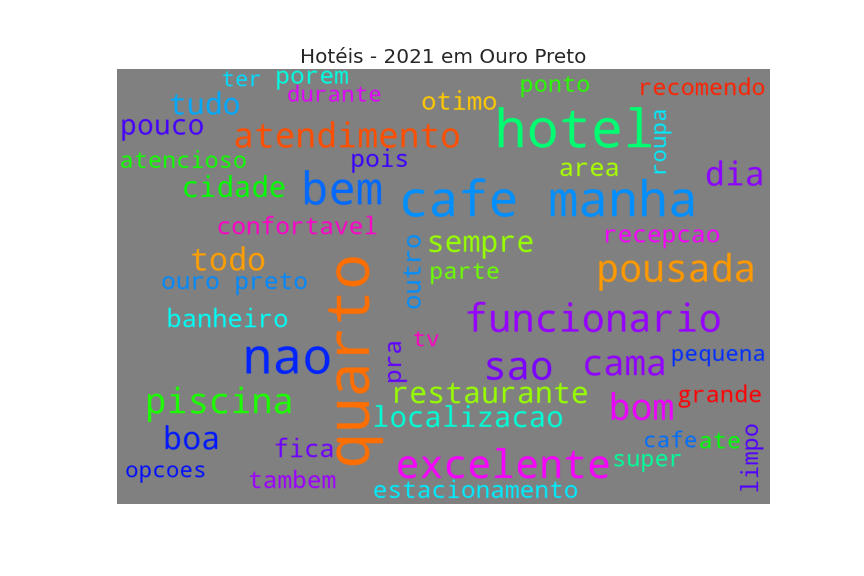 Hotéis - 2021 em Ouro Preto
ter
porem
tudo
durante
otimo
ponto
recomendo
pouco
atendimento
hotel
roupa
atencioso
pois
area
dia
cidade
bem
cafe manha
confortavel
sempre
recepcao
todo
outro
parte
pousada
ouro preto
quarto
banheiro
funcionario
tv
nao
pra
sao
cama
pequena
piscina
restaurante
bom
grande
localizacao
boa
fica
cafe
ate
limpo
opcoes
tambem
excelente
super
estacionamento